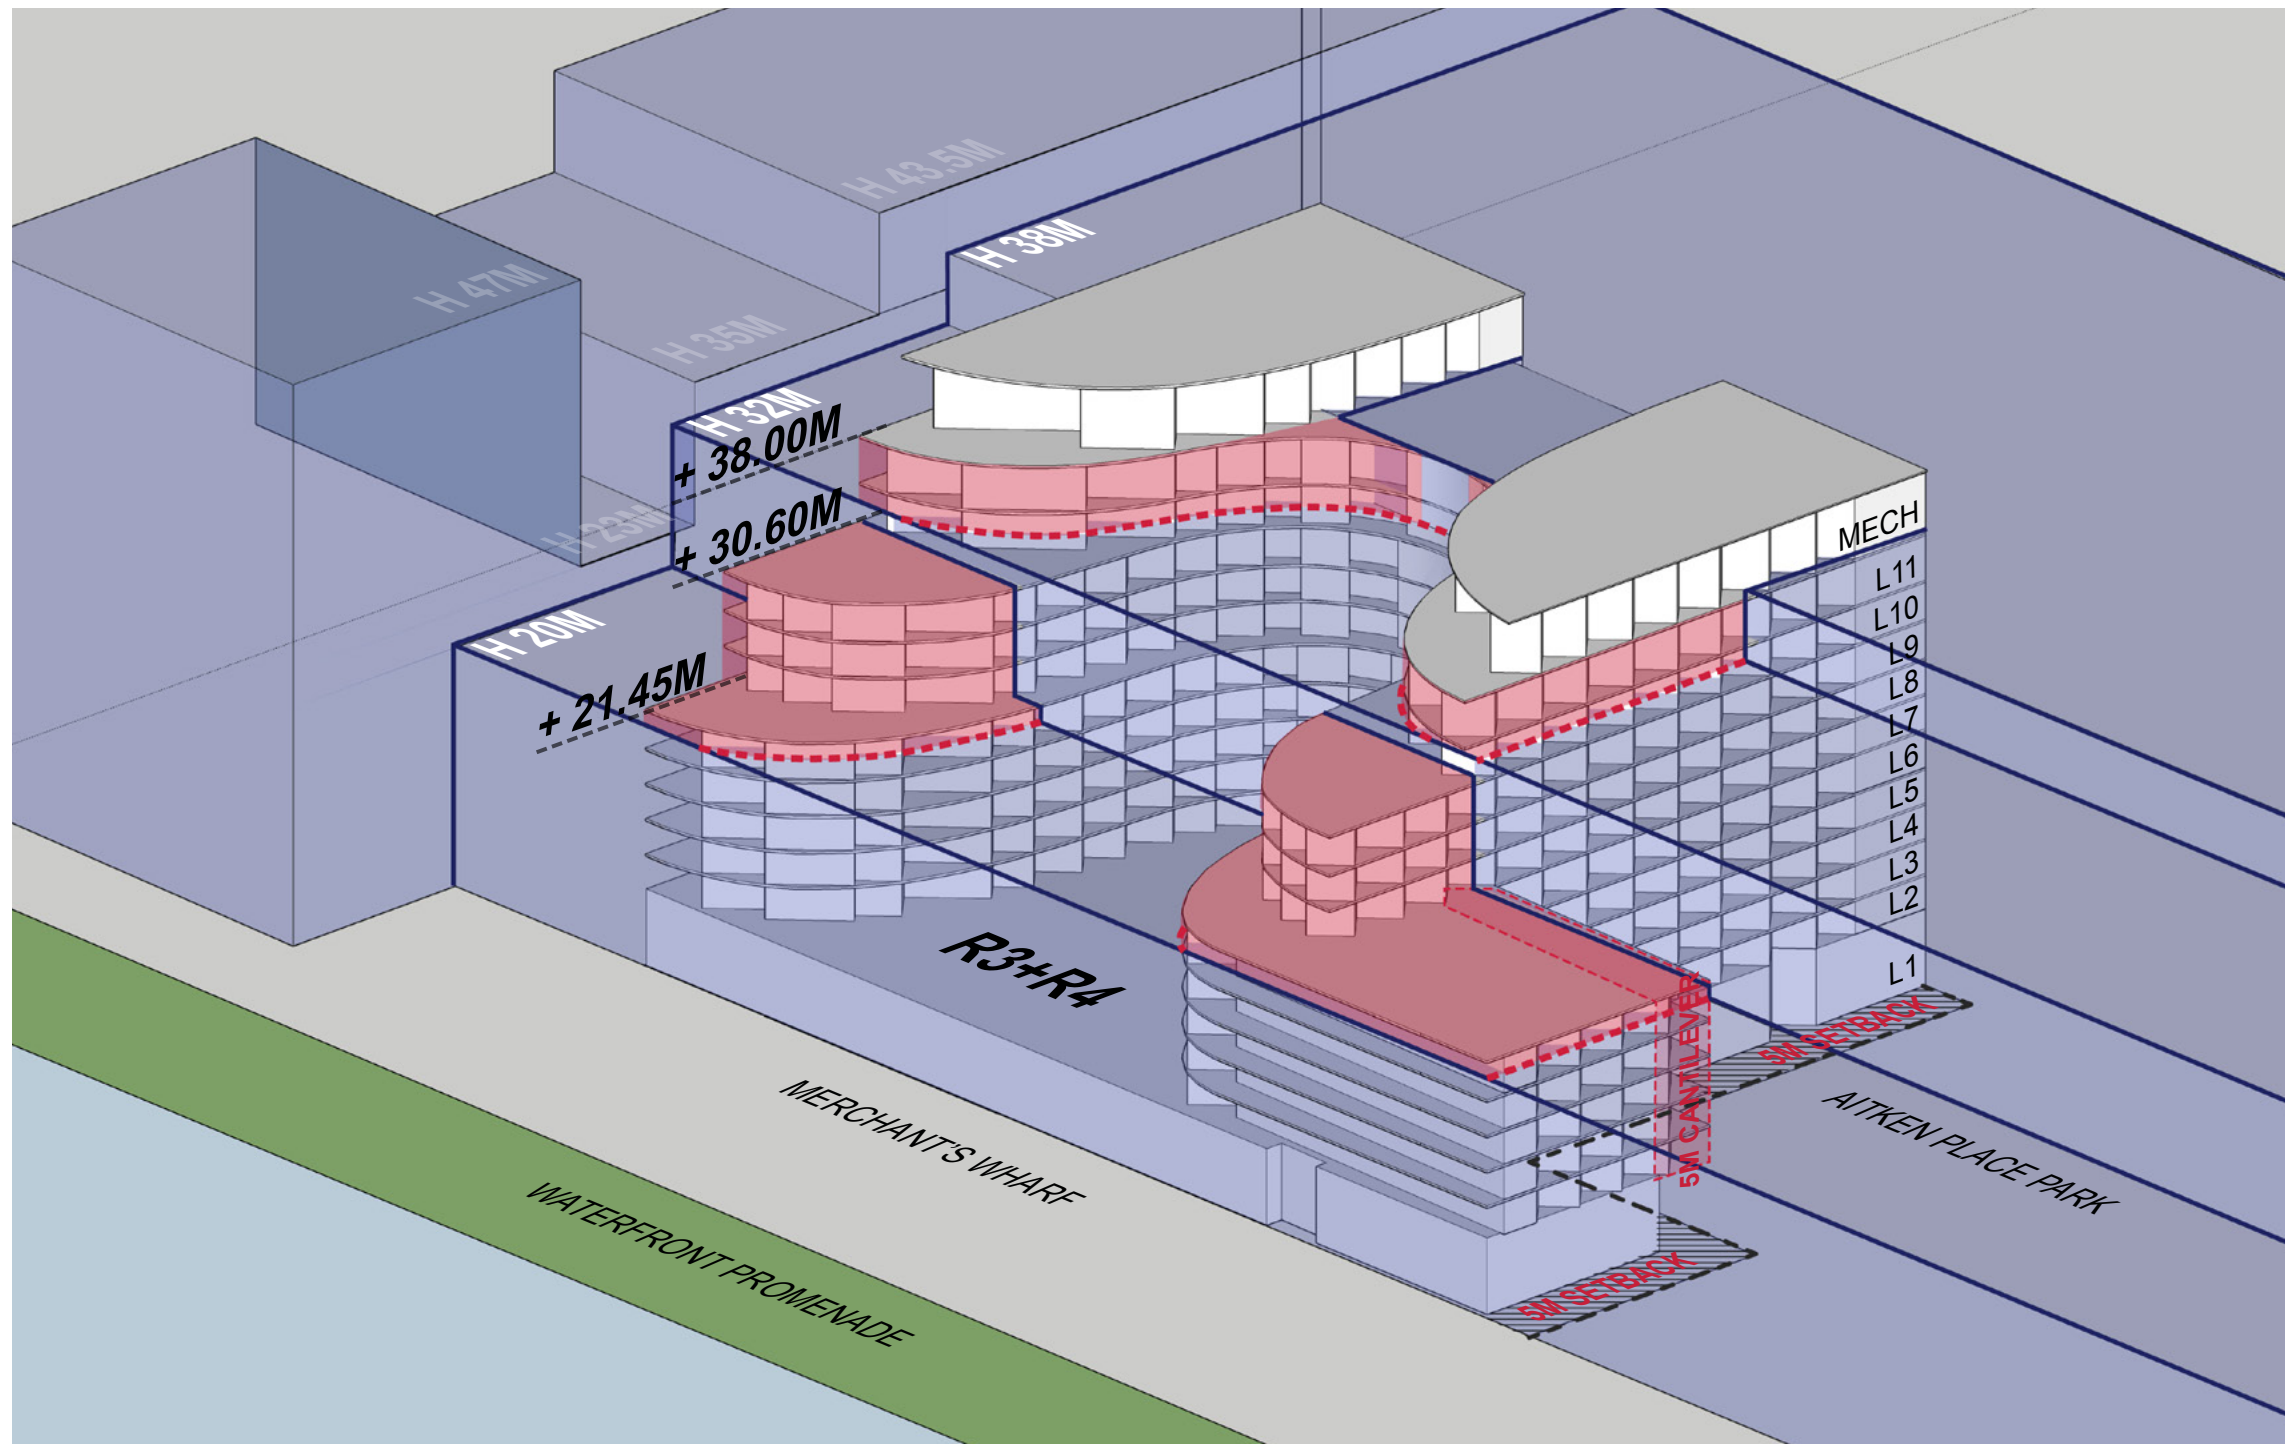 H 43.5M
H 38M
H 47M
H 35M
H 32M
+ 38.00M
H 23M
+ 30.60M
H 20M
+ 21.45M
MECH
L11
L10
L9
L8
L7
L6
L5
L4
L3
L2
L1
R3+R4
5M CANTILEVER
5M SETBACK
5M SETBACK
AITKEN PLACE PARK
MERCHANT'S WHARF
WATERFRONT PROMENADE